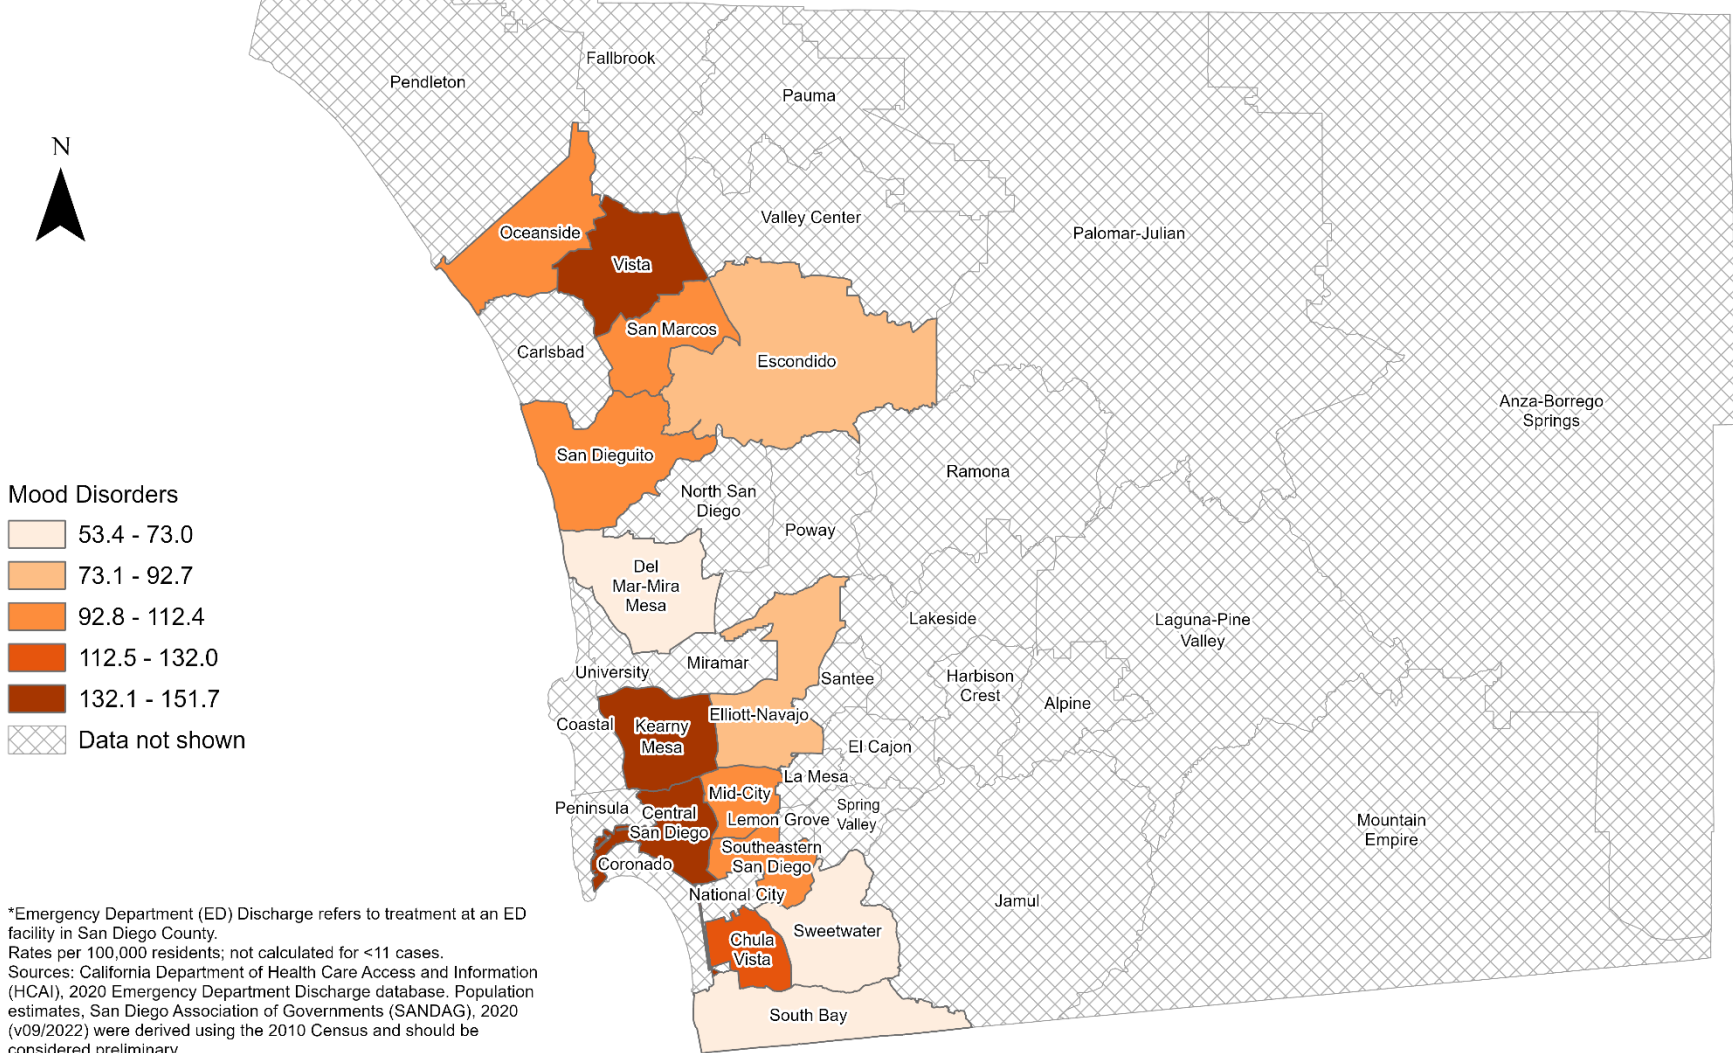 Fallbrook
Pendleton
Pauma
N
Valley Center
Oceanside
Palomar-Julian
Vista
San Marcos
Carlsbad
Escondido
Anza-Borrego
Springs
San Dieguito
Ramona
North San
Diego
Poway
Mood Disorders
53.4 - 73.0
73.1 - 92.7
92.8 - 112.4
112.5 - 132.0
132.1 - 151.7
Data not shown
Del
Mar-Mira
Mesa
Lakeside
Laguna-Pine
Valley
Miramar
University
Santee
Harbison
Crest
Alpine
Elliott-Navajo
Coastal
Kearny
Mesa
El Cajon
La Mesa
Mid-City
Peninsula
Central
San Diego
Lemon Grove
Spring
Valley
Mountain
Empire
Southeastern
San Diego
Coronado
National City
Jamul
Sweetwater
Chula
Vista
South Bay
*Emergency Department (ED) Discharge refers to treatment at an ED
facility in San Diego County.
Rates per 100,000 residents; not calculated for <11 cases.
Sources: California Department of Health Care Access and Information
(HCAI), 2020 Emergency Department Discharge database. Population
estimates, San Diego Association of Governments (SANDAG), 2020
(v09/2022) were derived using the 2010 Census and should be
considered preliminary